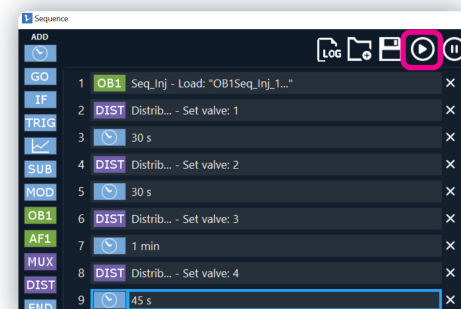 Sequence
ADD
LOG
GO
IF
TRIG
SUB
MOD
OB1
AF1
MUX
DIST
END
1 OB1 Seq_Inj - Load: "OB1Seq_Inj_1..." ×
2 DIST Distrib... - Set valve: 1 ×
3 30 s ×
4 DIST Distrib... - Set valve: 2 ×
5 30 s ×
6 DIST Distrib... - Set valve: 3 ×
7 1 min ×
8 DIST Distrib... - Set valve: 4 ×
9 45 s ×